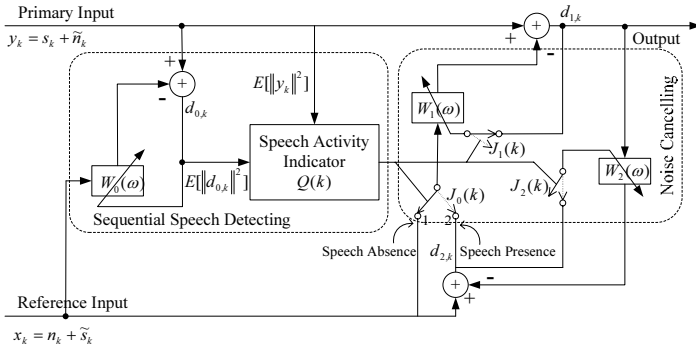 Primary Input
y_k = s_k + ñ_k
+
-
+
d_{0,k}
E[||y_k||^2]
W_0(ω)
E[||d_{0,k}||^2]
Speech Activity
Indicator
Q(k)
Sequential Speech Detecting
+
+
-
d_{1,k}
Output
W_1(ω)
J_1(k)
J_2(k)
W_2(ω)
Noise Cancelling
J_0(k)
1
2
Speech Absence
Speech Presence
d_{2,k}
-
+
+
Reference Input
x_k = n_k + s̃_k